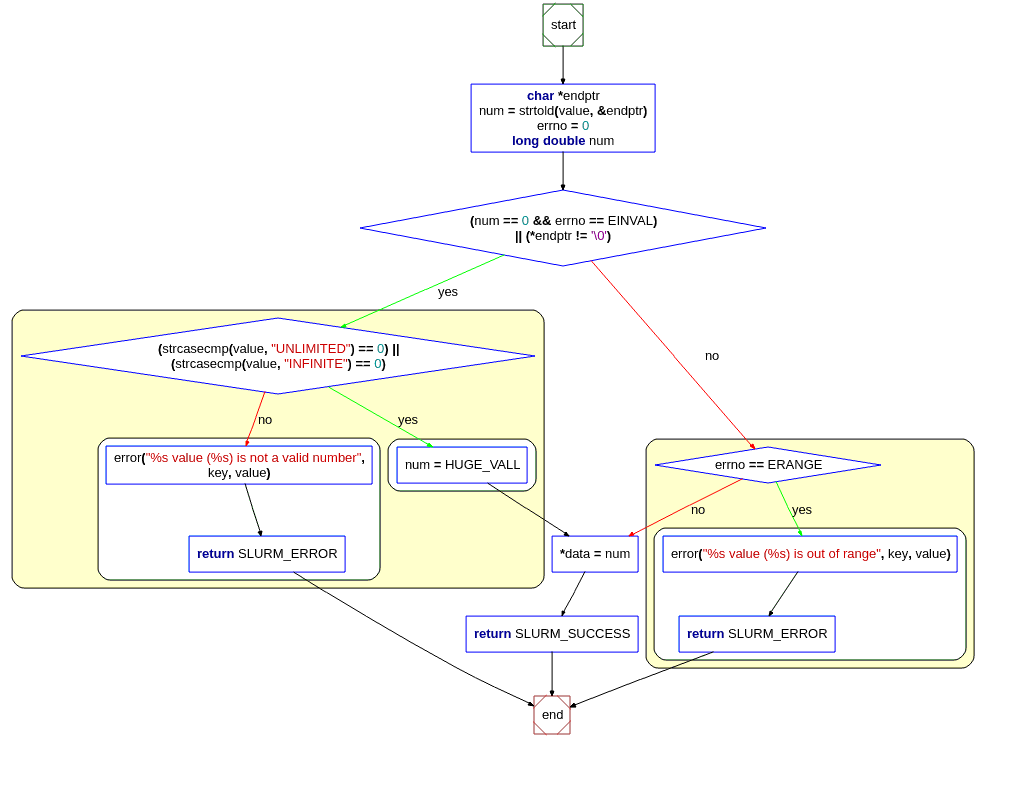 start
char *endptr
num = strtold(value, &endptr)
errno = 0
long double num
(num == 0 && errno == EINVAL)
|| (*endptr != '\0')
yes
no
(strcasecmp(value, "UNLIMITED") == 0) ||
(strcasecmp(value, "INFINITE") == 0)
no
yes
error("%s value (%s) is not a valid number",
key, value)
num = HUGE_VALL
errno == ERANGE
no
yes
return SLURM_ERROR
*data = num
error("%s value (%s) is out of range", key, value)
return SLURM_SUCCESS
return SLURM_ERROR
end